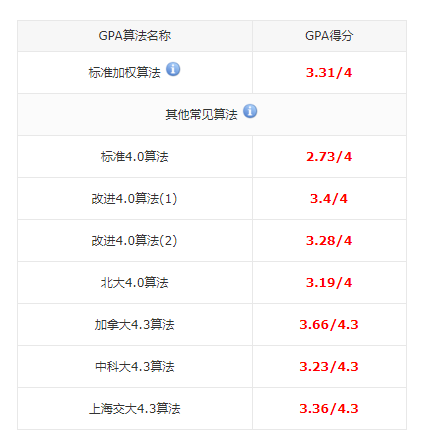 GPA算法名称 GPA得分
标准加权算法 3.31/4
其他常见算法
标准4.0算法 2.73/4
改进4.0算法(1) 3.4/4
改进4.0算法(2) 3.28/4
北大4.0算法 3.19/4
加拿大4.3算法 3.66/4.3
中科大4.3算法 3.23/4.3
上海交大4.3算法 3.36/4.3